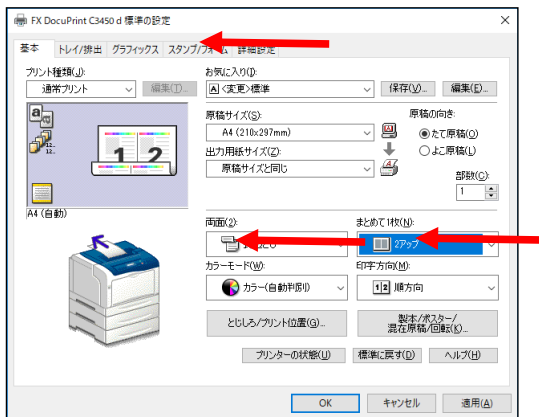 FX DocuPrint C3450 d 標準の設定
基本 トレイ/排出 グラフィックス スタンプ/フォーム 詳細設定
プリント種類(J):
通常プリント 編集(T)...
お気に入り(I):
<変更>標準 保存(V)... 編集(E)...
原稿サイズ(S):
A4 (210x297mm)
出力用紙サイズ(Z):
原稿サイズと同じ
原稿の向き:
たて原稿(O)
よこ原稿(L)
部数(C):
1
1 2
A4 (自動)
両面(2):
まとめて1枚(N):
2アップ
カラーモード(W):
カラー(自動判別)
印字方向(M):
1 2 順方向
とじしろ/プリント位置(G)...
製本/ポスター/
混在原稿/回転(K)...
プリンターの状態(U) 標準に戻す(D) ヘルプ(H)
OK キャンセル 適用(A)